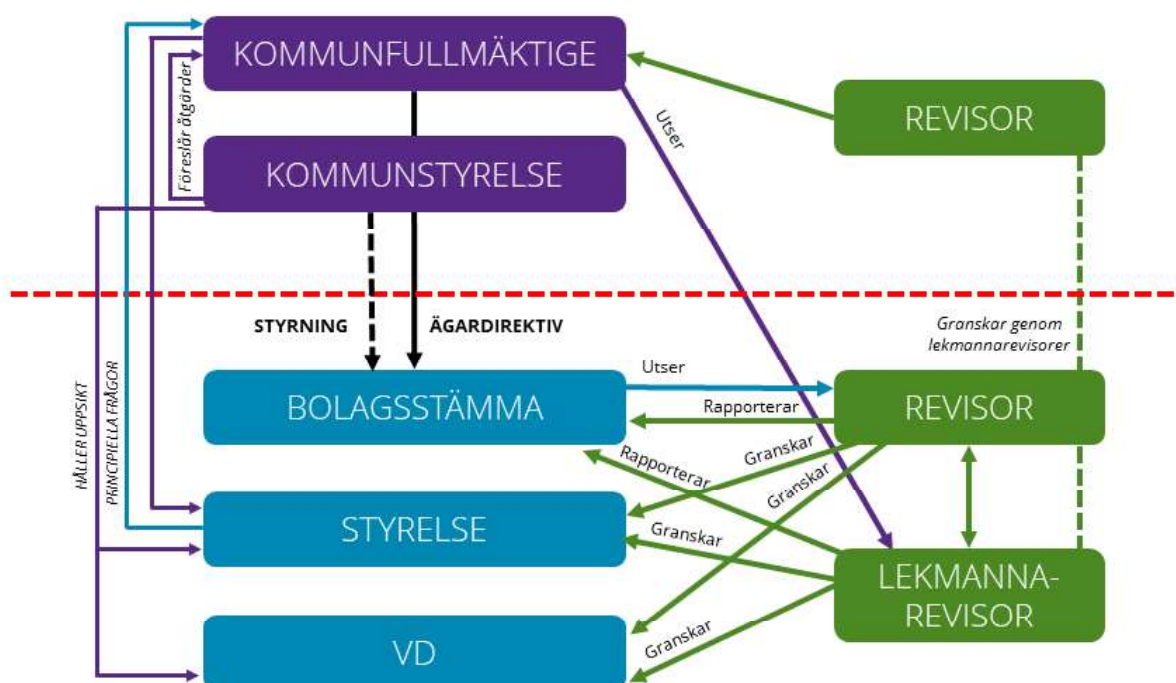 KOMMUNFULLMÄKTIGE
Föreslår åtgärder
Utser
REVISOR
KOMMUNSTYRELSE
STYRNING
ÄGARDIREKTIV
Granskar genom
lekmannarevisorer
HÅLLER UPPSIKT
PRINCIPIELLA FRÅGOR
BOLAGSSTÄMMA
Utser
Rapporterar
REVISOR
Rapporterar
Granskar
Granskar
STYRELSE
Granskar
LEKMANNA-
REVISOR
VD
Granskar